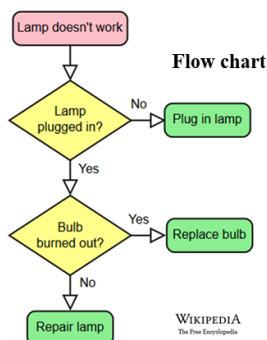 Lamp doesn't work
Flow chart
Lamp
plugged in?
No
Plug in lamp
Yes
Bulb
burned out?
Yes
Replace bulb
No
Repair lamp
WIKIPEDIA
The Free Encyclopedia